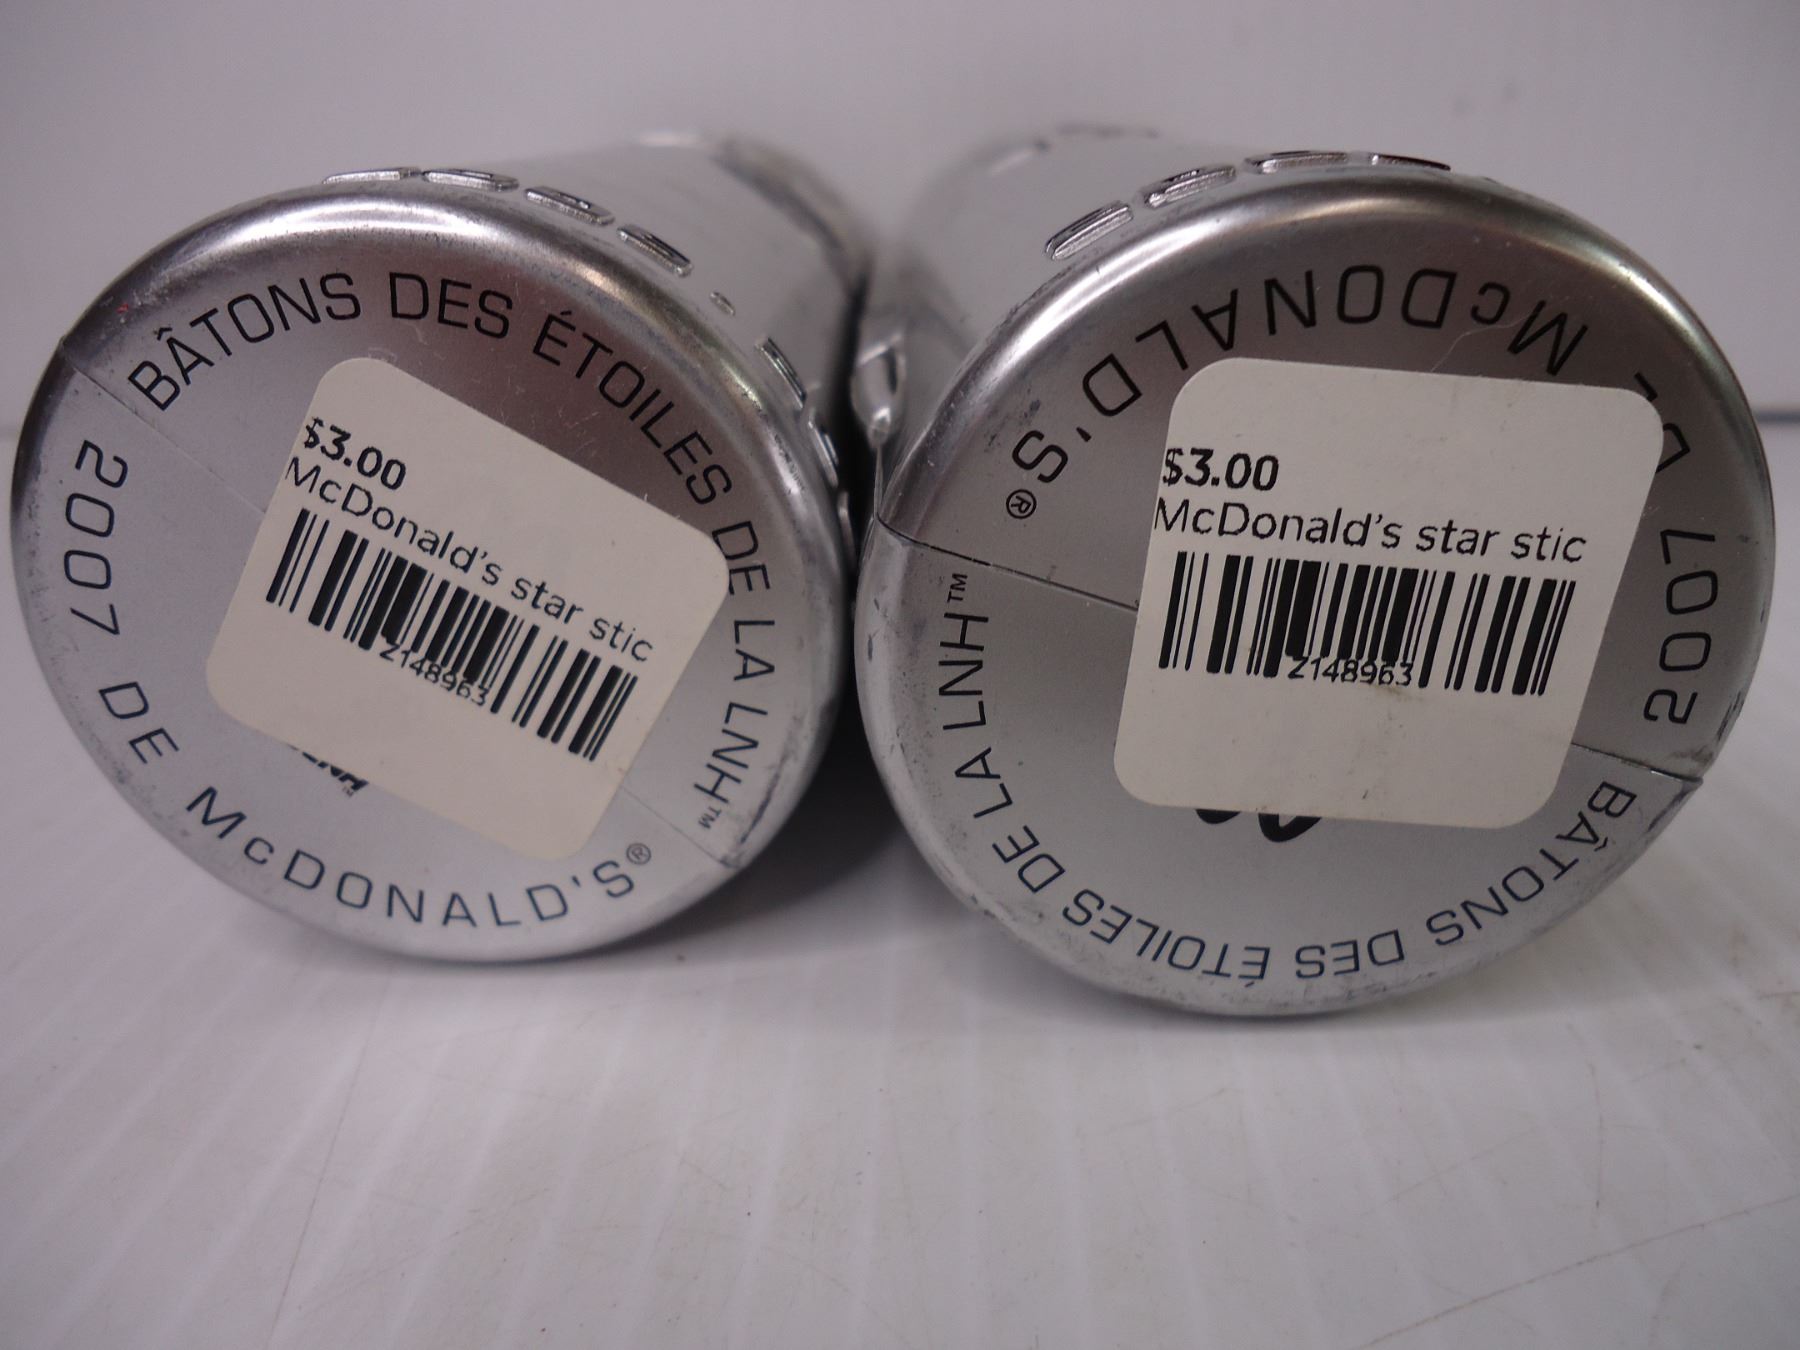 BÂTONS DES ÉTOILES DE LA LNH™
2007 DE McDONALD'S®
$3.00
McDonald's star stic
Z148963
LNH™
2007 DE McDONALD'S®
BÂTONS DES ÉTOILES DE LA LNH™
$3.00
McDonald's star stic
Z148963